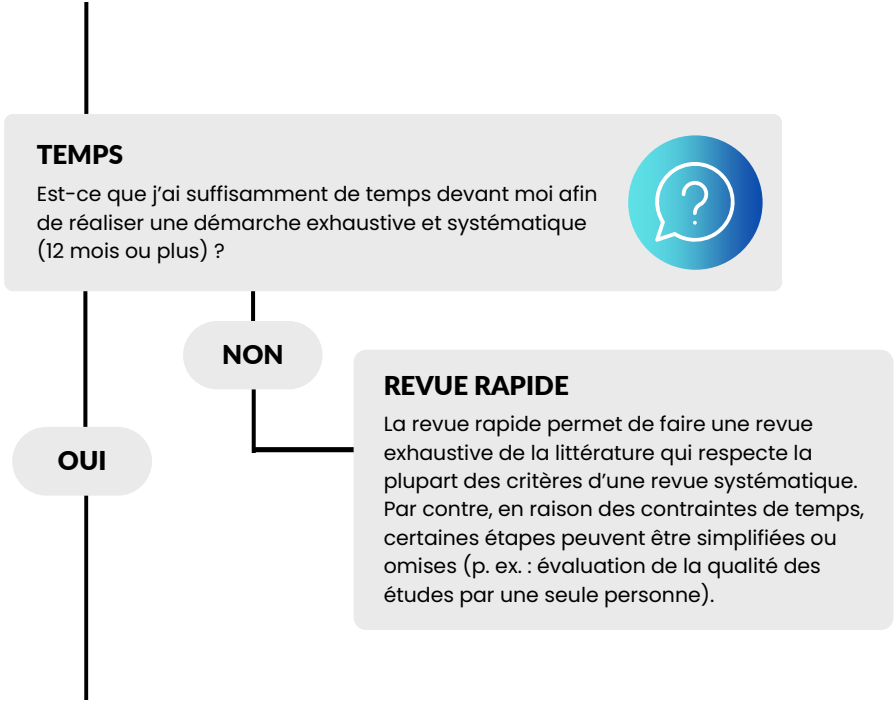 TEMPS
Est-ce que j’ai suffisamment de temps devant moi afin
de réaliser une démarche exhaustive et systématique
(12 mois ou plus) ?
NON
OUI
REVUE RAPIDE
La revue rapide permet de faire une revue
exhaustive de la littérature qui respecte la
plupart des critères d’une revue systématique.
Par contre, en raison des contraintes de temps,
certaines étapes peuvent être simplifiées ou
omises (p. ex. : évaluation de la qualité des
études par une seule personne).